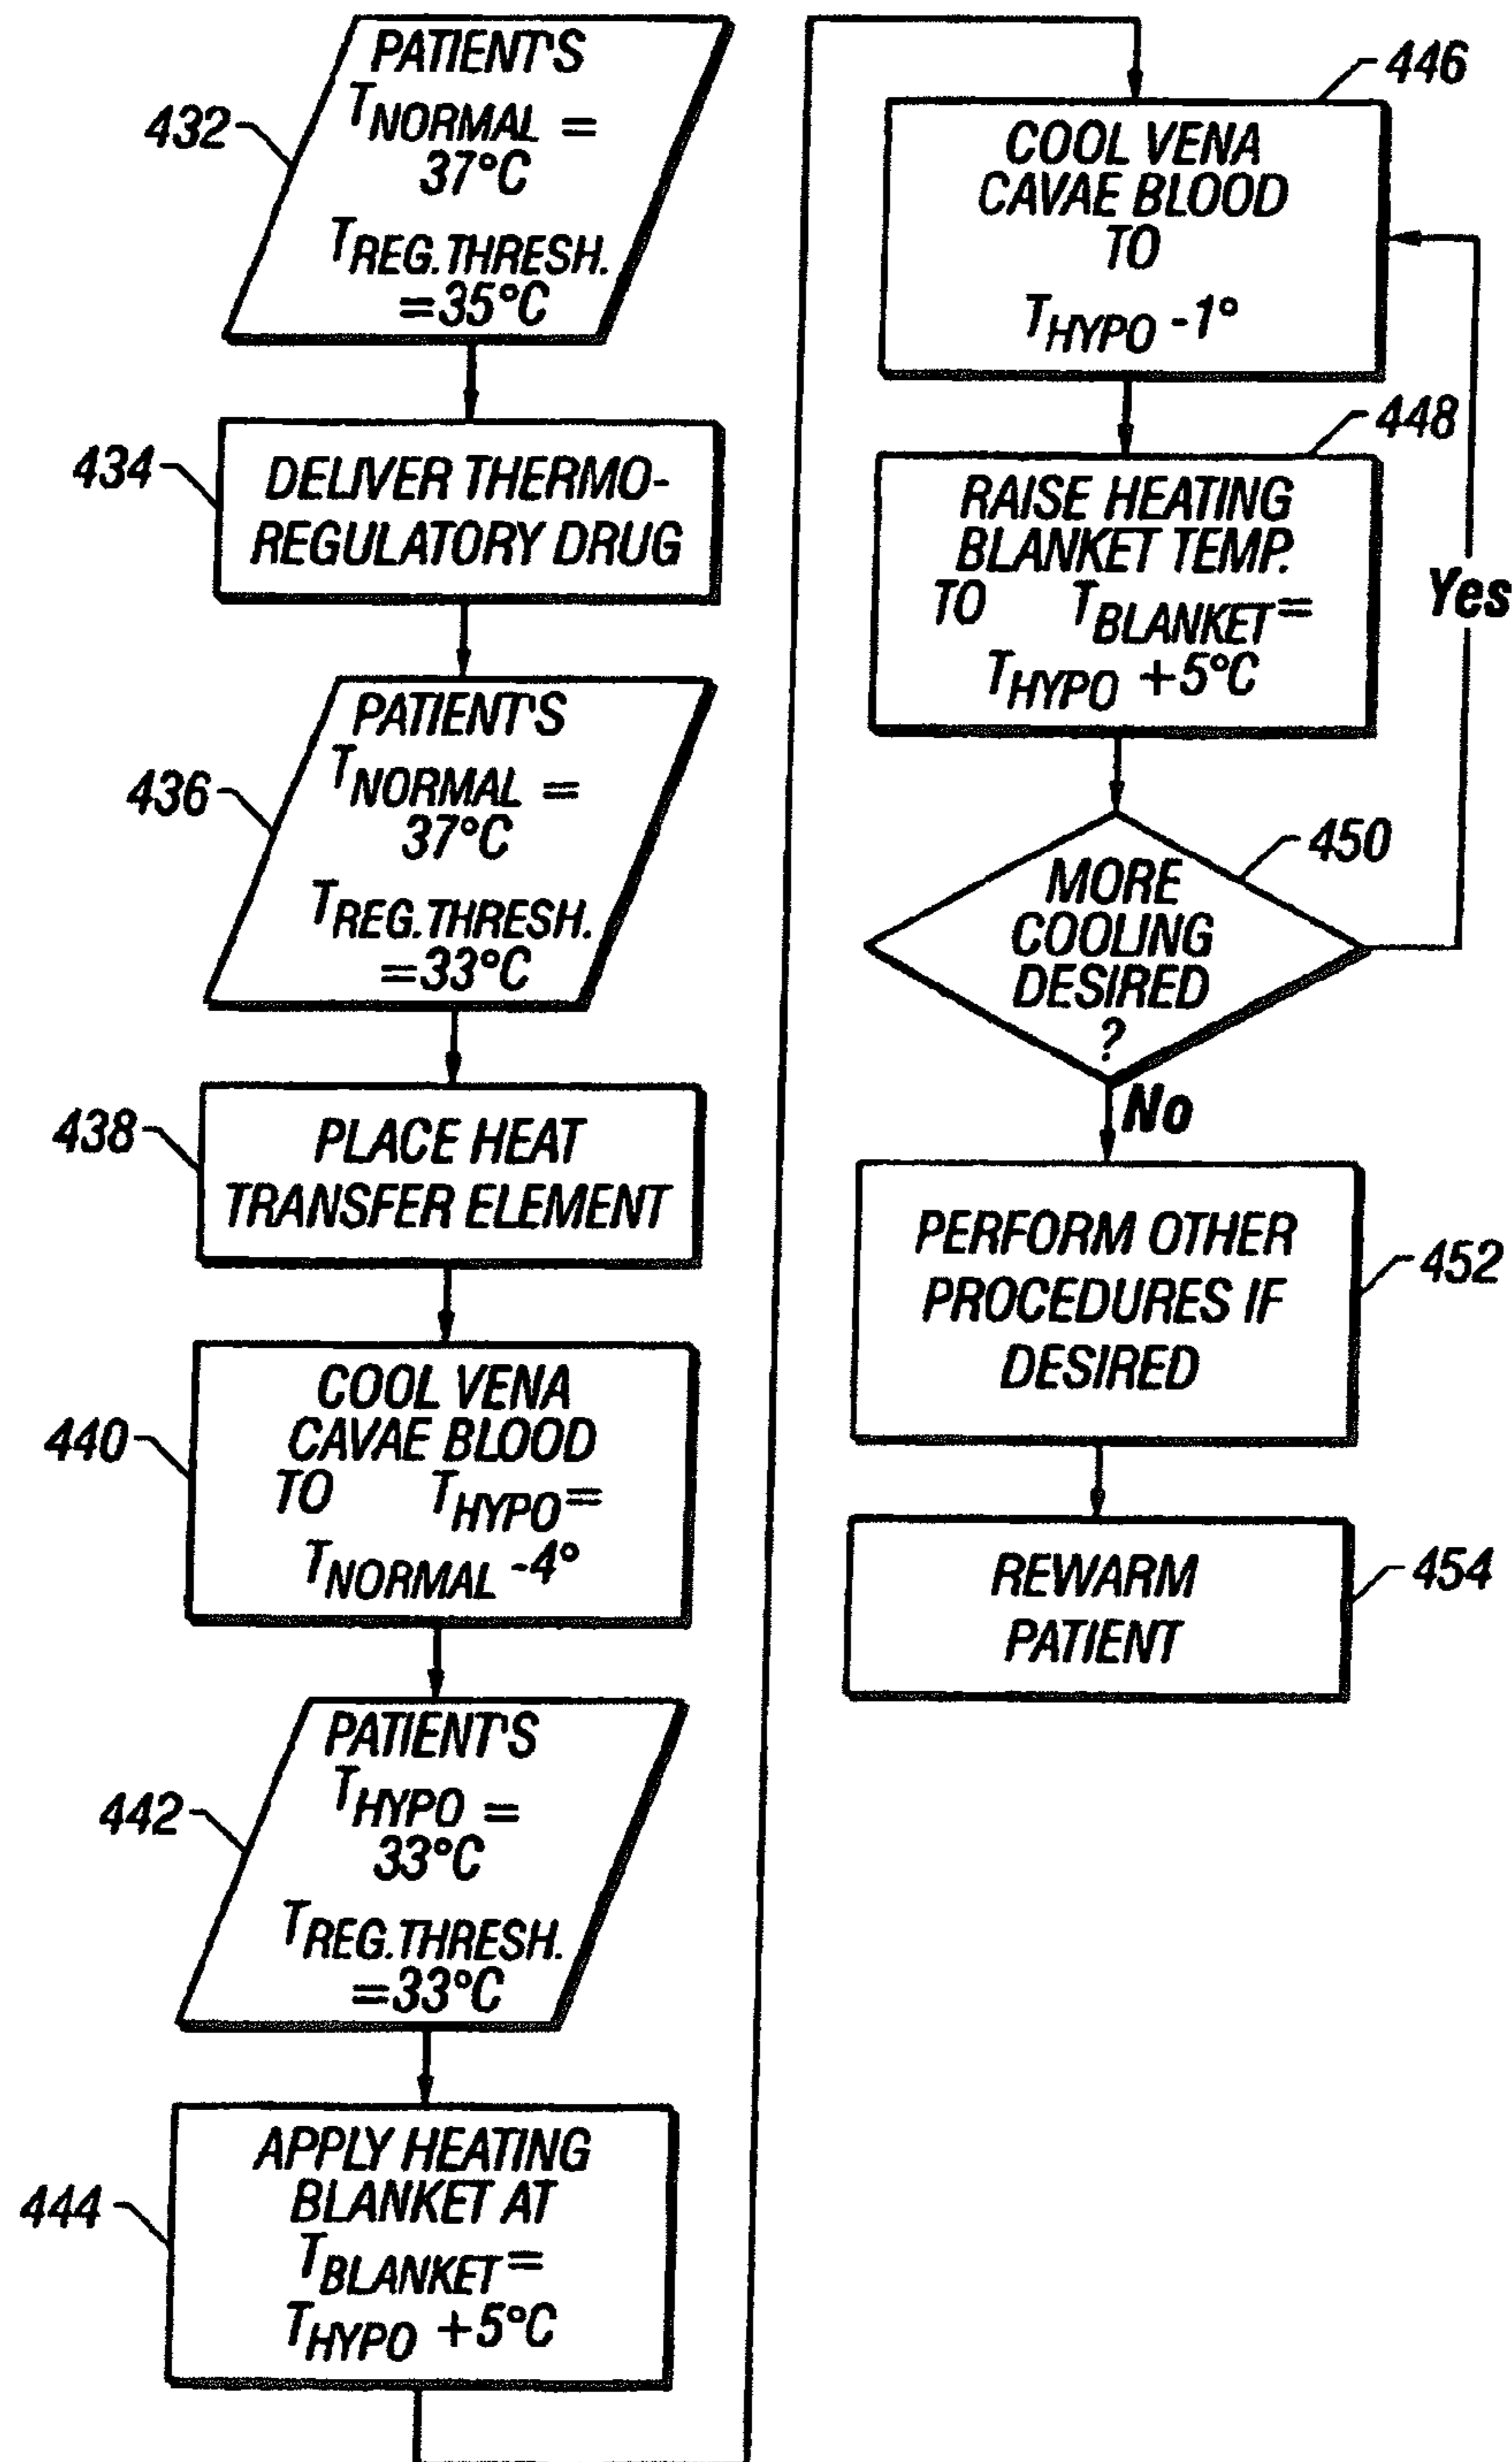 PATIENT'S
TNORMAL =
37°C
TREG.THRESH.
=35°C
432
434
DELIVER THERMO-
REGULATORY DRUG
PATIENT'S
TNORMAL =
37°C
TREG.THRESH.
=33°C
436
438
PLACE HEAT
TRANSFER ELEMENT
440
COOL VENA
CAVAE BLOOD
TO THYPO=
TNORMAL -4°
PATIENT'S
THYPO =
33°C
TREG.THRESH.
=33°C
442
444
APPLY HEATING
BLANKET AT
TBLANKET=
THYPO +5°C
446
COOL VENA
CAVAE BLOOD
TO
THYPO -1°
448
RAISE HEATING
BLANKET TEMP.
TO TBLANKET=
THYPO +5°C
Yes
450
MORE
COOLING
DESIRED
?
No
PERFORM OTHER
PROCEDURES IF
DESIRED
452
REWARM
PATIENT
454